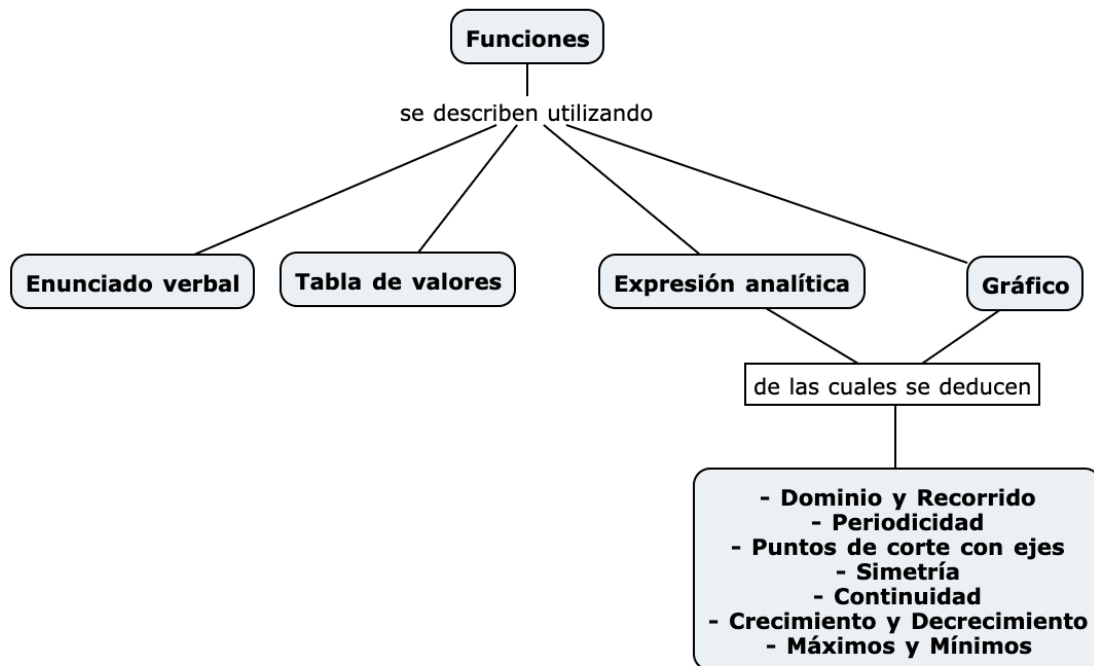 Funciones
se describen utilizando
Enunciado verbal
Tabla de valores
Expresión analítica
Gráfico
de las cuales se deducen
- Dominio y Recorrido
- Periodicidad
- Puntos de corte con ejes
- Simetría
- Continuidad
- Crecimiento y Decrecimiento
- Máximos y Mínimos